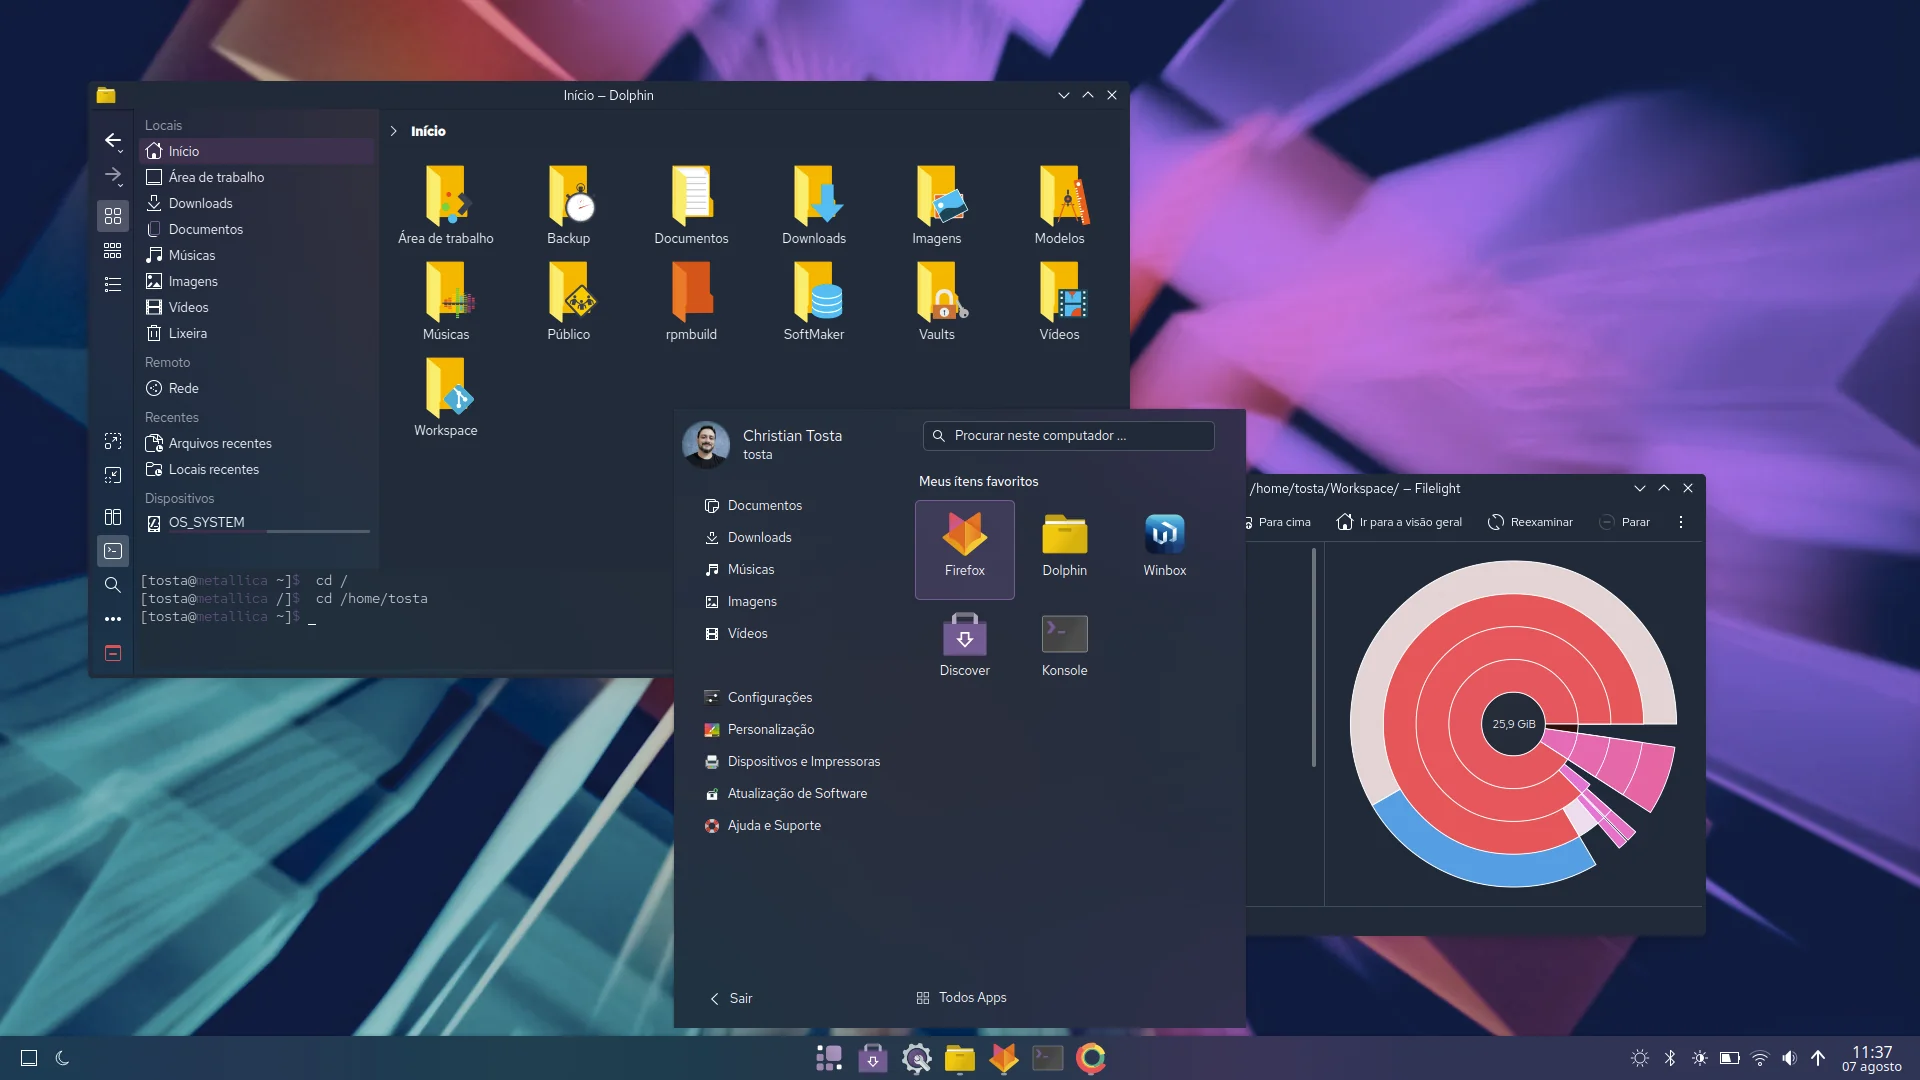 Início – Dolphin
Locais
Início
Área de trabalho
Downloads
Documentos
Músicas
Imagens
Vídeos
Lixeira
Remoto
Rede
Recentes
Arquivos recentes
Locais recentes
Dispositivos
OS_SYSTEM
Início
Área de trabalho
Backup
Documentos
Downloads
Imagens
Modelos
Músicas
Público
rpmbuild
SoftMaker
Vaults
Vídeos
Workspace
[tosta@metallica ~]$ cd /
[tosta@metallica /]$ cd /home/tosta
[tosta@metallica ~]$ _
Christian Tosta
tosta
Procurar neste computador ...
Documentos
Downloads
Músicas
Imagens
Vídeos
Configurações
Personalização
Dispositivos e Impressoras
Atualização de Software
Ajuda e Suporte
Meus ítens favoritos
Firefox
Dolphin
Winbox
Discover
Konsole
Sair
Todos Apps
/home/tosta/Workspace/ – Filelight
Para cima
Ir para a visão geral
Reexaminar
Parar
25,9 GiB
11:37
07 agosto